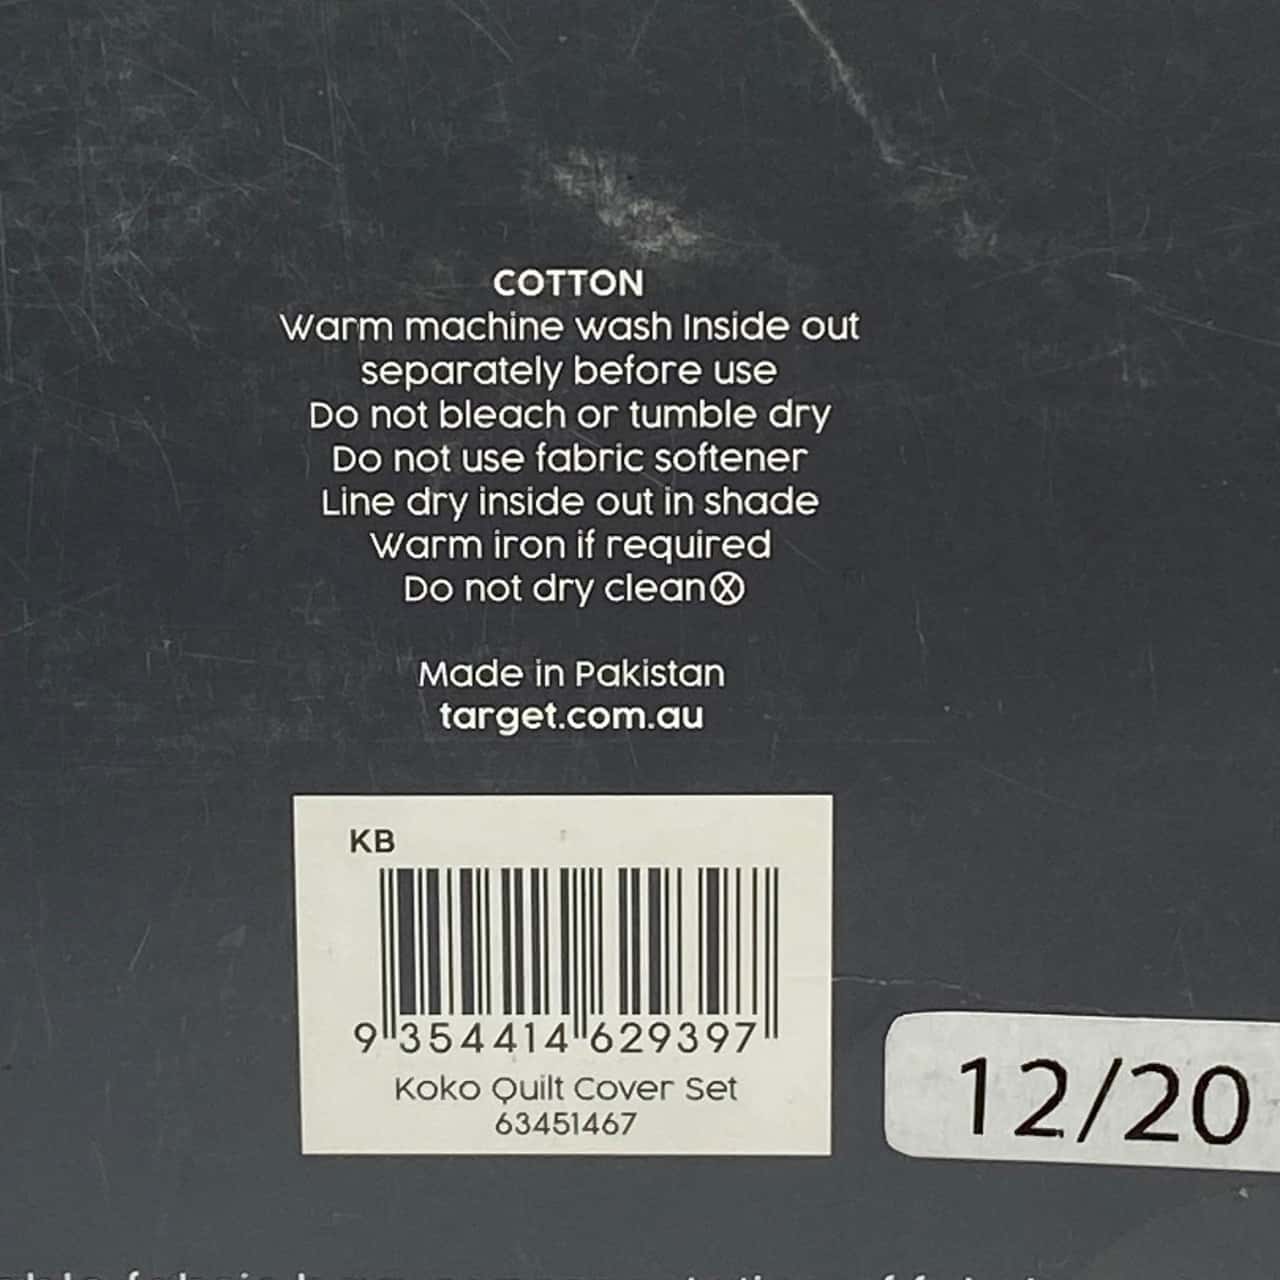 COTTON
Warm machine wash Inside out
separately before use
Do not bleach or tumble dry
Do not use fabric softener
Line dry inside out in shade
Warm iron if required
Do not dry clean
Made in Pakistan
target.com.au
KB
9 354414 629397
Koko Quilt Cover Set
63451467
12/20